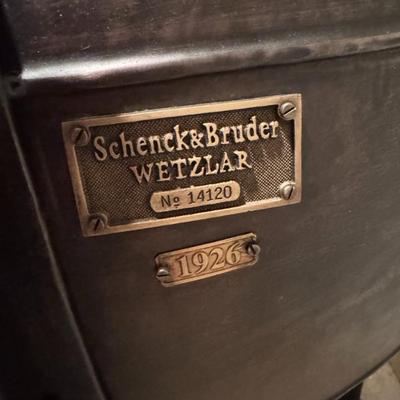 Schenck&Bruder
WETZLAR
№ 14120
1926